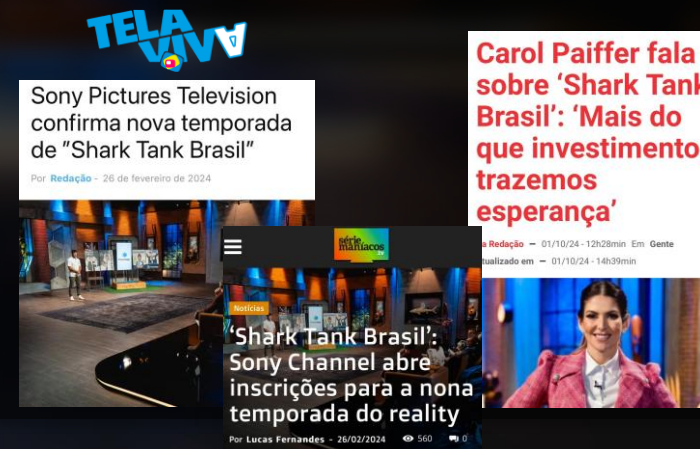 TELA
VIVA
Sony Pictures Television
confirma nova temporada
de "Shark Tank Brasil"
Por Redação - 26 de fevereiro de 2024
série
maníacos
‘Shark Tank Brasil’:
Notícias
Sony Channel abre
inscrições para a nona
temporada do reality
Por Lucas Fernandes - 26/02/2024 560 0
Carol Paiffer fala
sobre ‘Shark Tank
Brasil’: ‘Mais do
que investimento
trazemos
esperança’
a Redação — 01/10/24 - 12h28min Em Gente
tualizado em — 01/10/24 - 14h39min